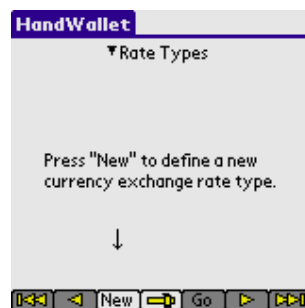 HandWallet
Rate Types
Press "New" to define a new
currency exchange rate type.
New Go